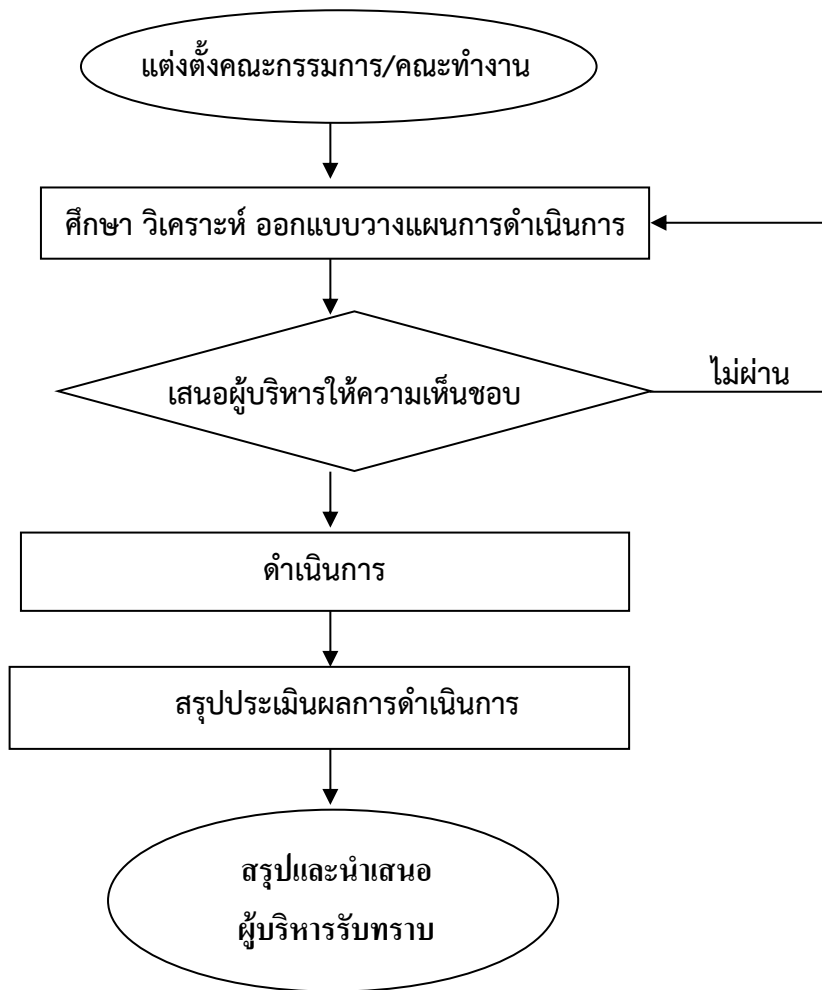 แต่งตั้งคณะกรรมการ/คณะทำงาน
ศึกษา วิเคราะห์ ออกแบบวางแผนการดำเนินการ
เสนอผู้บริหารให้ความเห็นชอบ
ไม่ผ่าน
ดำเนินการ
สรุปประเมินผลการดำเนินการ
สรุปและนำเสนอ
ผู้บริหารรับทราบ